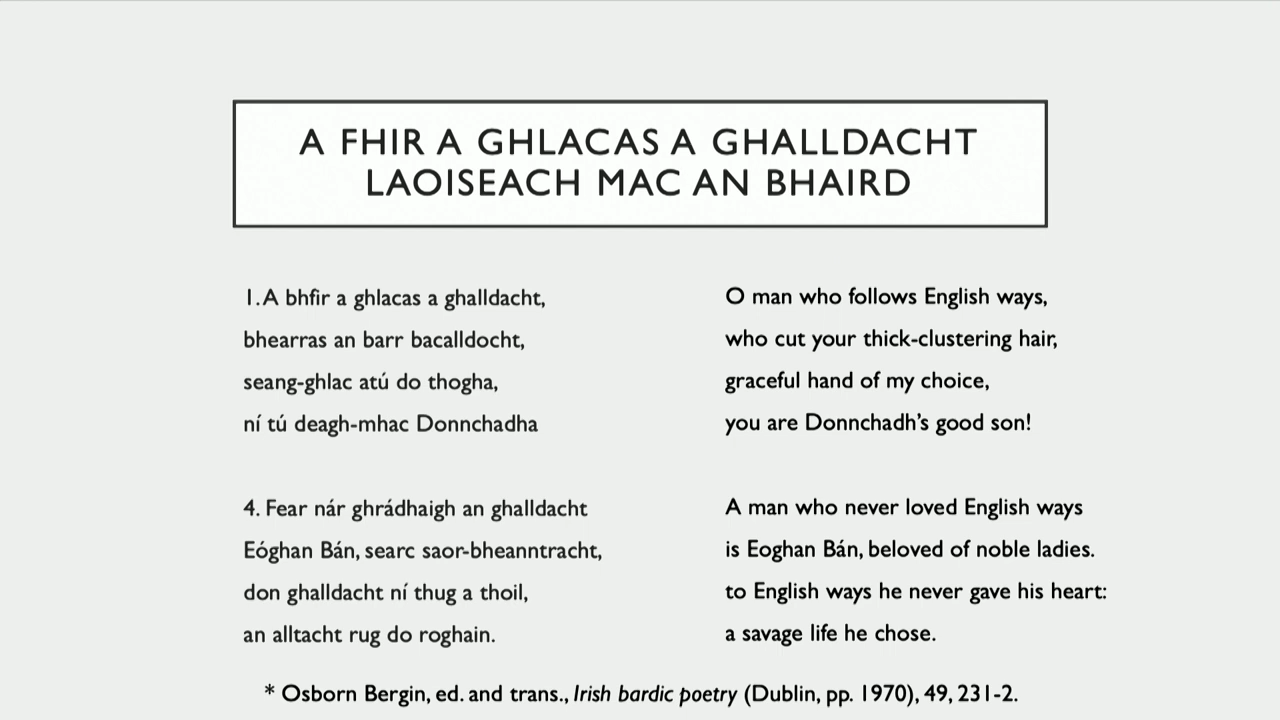 A FHIR A GHLACAS A GHALLDACHT
LAOISEACH MAC AN BHAIRD
1. A bhfir a ghlacas a ghalldacht,
bhearras an barr bacalldocht,
seang-ghlac atú do thogha,
ní tú deagh-mhac Donnchadha
4. Fear nár ghrádhaigh an ghalldacht
Eóghan Bán, searc saor-bheanntracht,
don ghalldacht ní thug a thoil,
an alltacht rug do roghain.
O man who follows English ways,
who cut your thick-clustering hair,
graceful hand of my choice,
you are Donnchadh’s good son!
A man who never loved English ways
is Eoghan Bán, beloved of noble ladies.
to English ways he never gave his heart:
a savage life he chose.
* Osborn Bergin, ed. and trans., Irish bardic poetry (Dublin, pp. 1970), 49, 231-2.